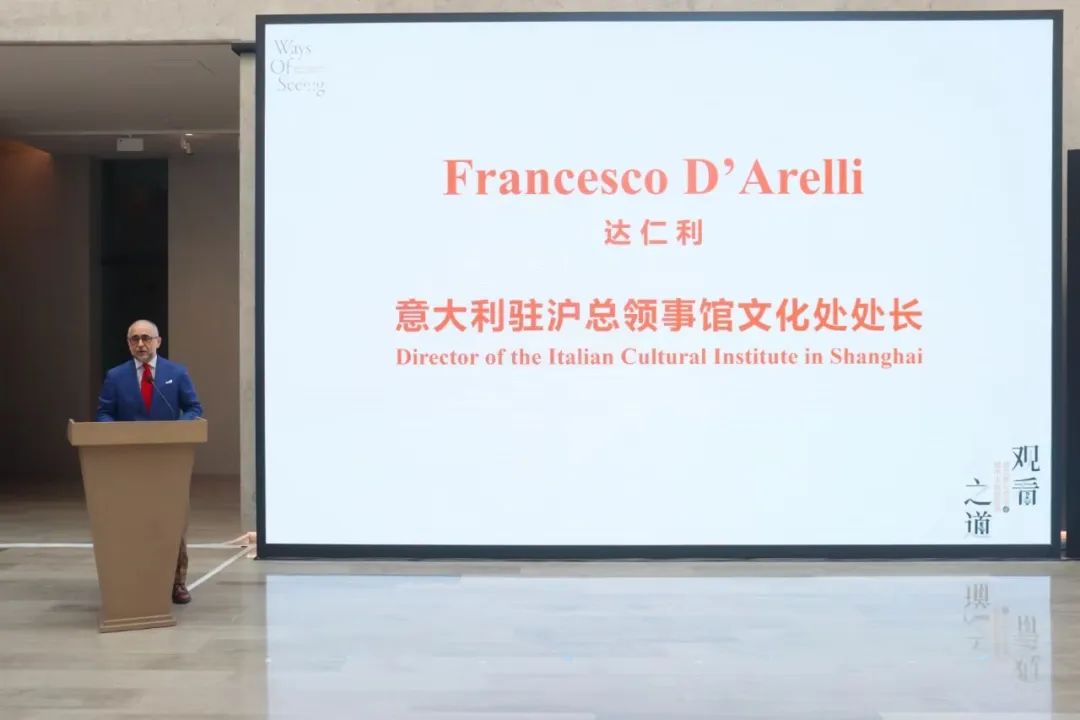 Ways
Of
Seeing
Francesco D’Arelli
达仁利
意大利驻沪总领事馆文化处处长
Director of the Italian Cultural Institute in Shanghai
观看
之道